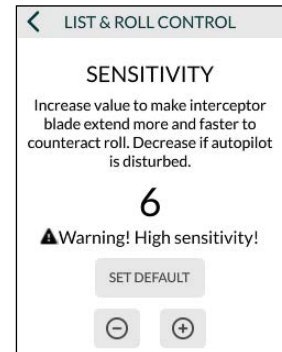 LIST & ROLL CONTROL
SENSITIVITY
Increase value to make interceptor
blade extend more and faster to
counteract roll. Decrease if autopilot
is disturbed.
6
Warning! High sensitivity!
SET DEFAULT